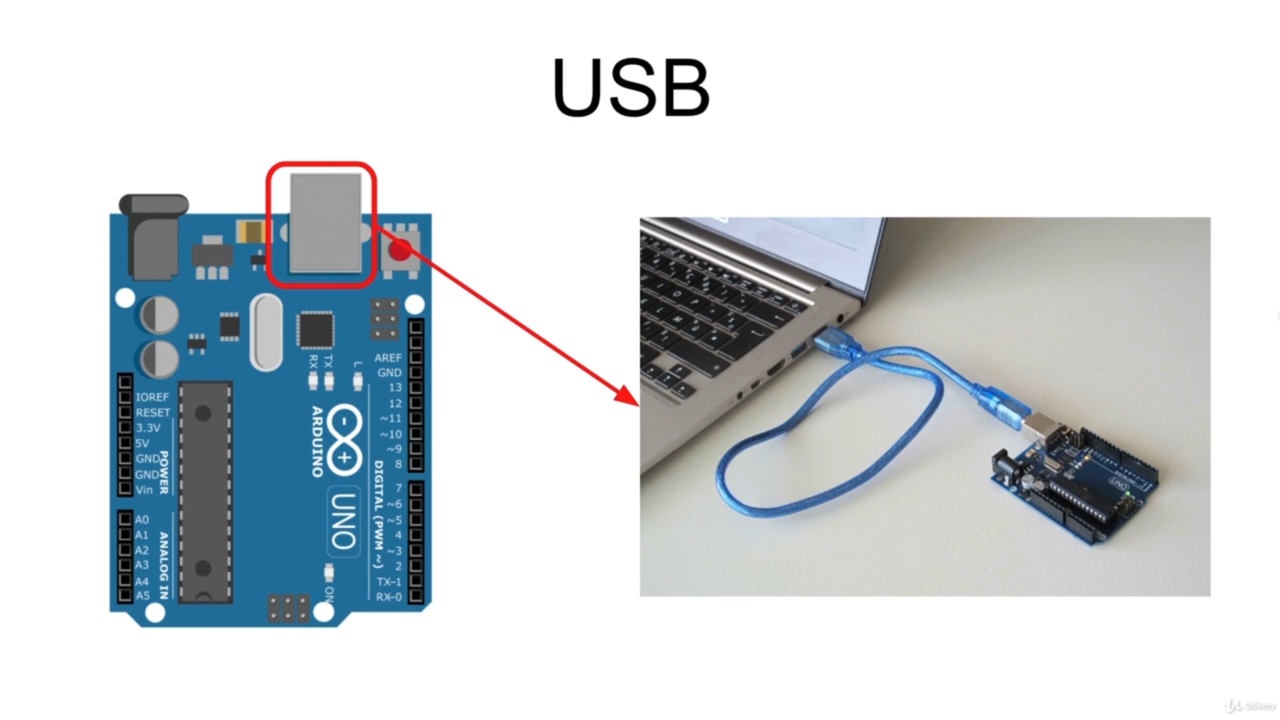 USB
RX
TX
L
AREF
GND
13
12
~11
~10
~9
8
7
~6
~5
4
~3
2
TX-1
RX-0
DIGITAL (PWM ~)
IOREF
RESET
3.3V
5V
GND
GND
Vin
POWER
A0
A1
A2
A3
A4
A5
ANALOG IN
- +
ARDUINO
UNO
ON
UNO
Udemy